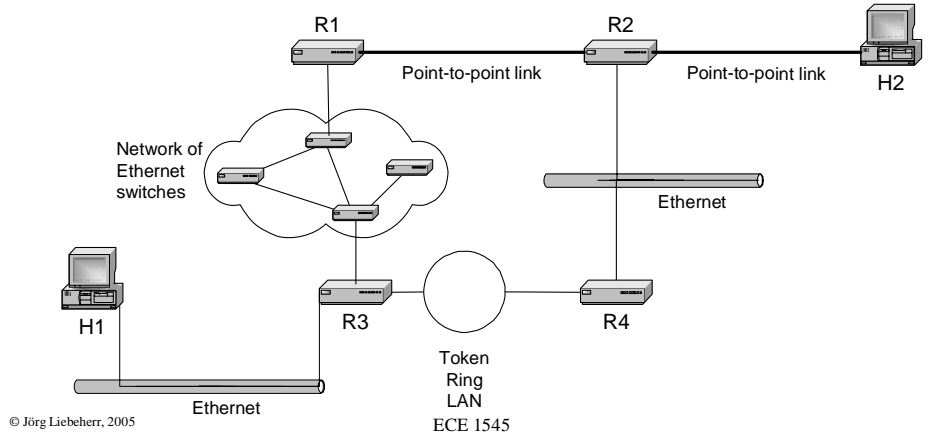 R1
R2
Point-to-point link
Point-to-point link
H2
Network of
Ethernet
switches
Ethernet
H1
R3
R4
Token
Ring
LAN
Ethernet
© Jörg Liebeherr, 2005
ECE 1545